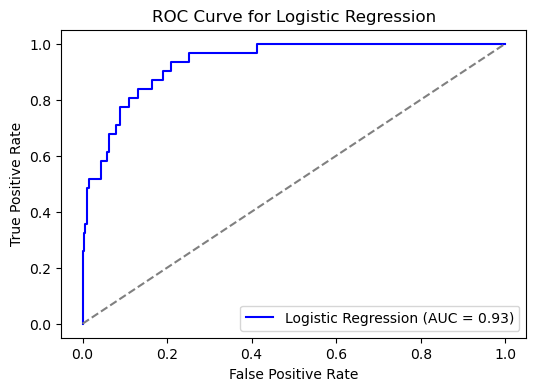 ROC Curve for Logistic Regression
True Positive Rate
1.0
0.8
0.6
0.4
0.2
0.0
Logistic Regression (AUC = 0.93)
0.0 0.2 0.4 0.6 0.8 1.0
False Positive Rate